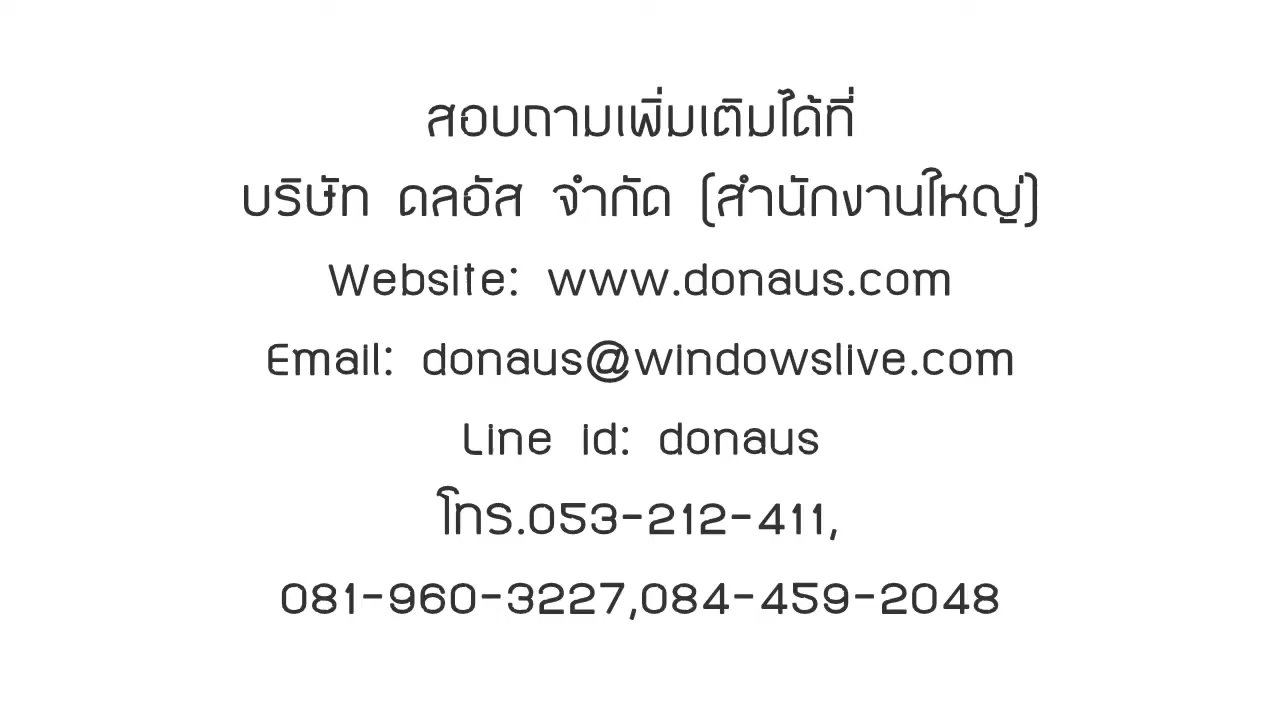 สอบถามเพิ่มเติมได้ที่
บริษัท ดลอัส จำกัด (สำนักงานใหญ่)
Website: www.donaus.com
Email: donaus@windowslive.com
Line id: donaus
โทร.053-212-411,
081-960-3227,084-459-2048